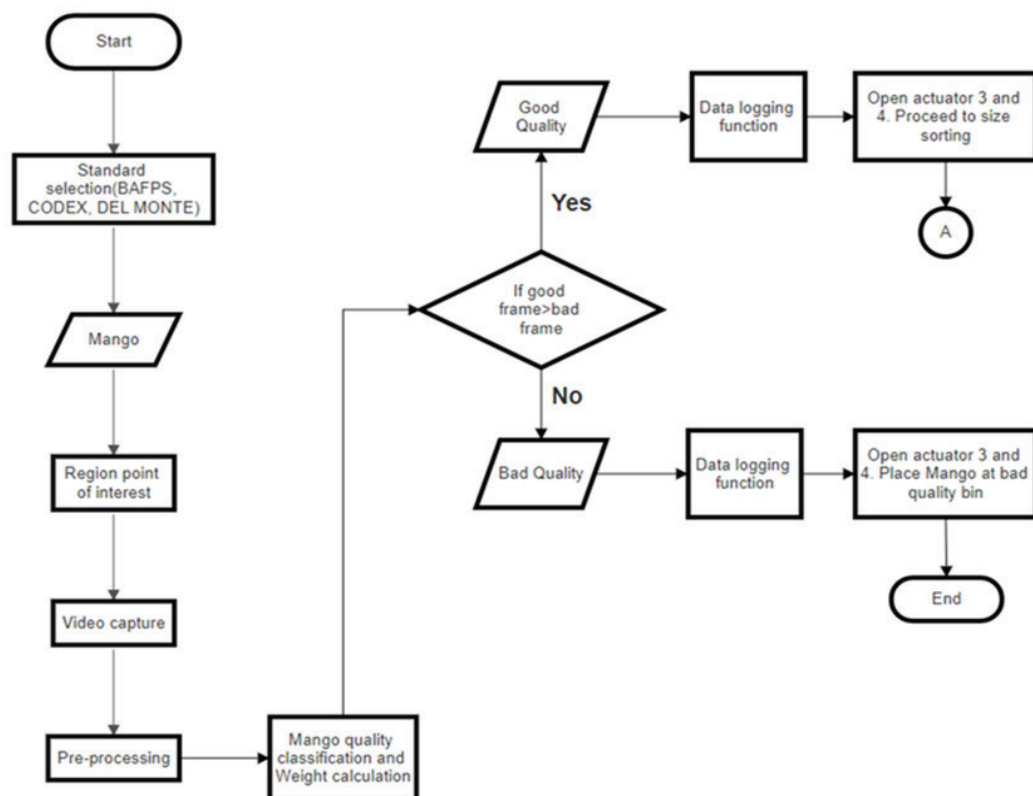 Start
Standard
selection(BAFPS,
CODEX, DEL MONTE)
Mango
Region point
of interest
Video capture
Pre-processing
Mango quality
classification and
Weight calculation
If good
frame>bad
frame
Yes
Good
Quality
Data logging
function
Open actuator 3 and
4. Proceed to size
sorting
A
No
Bad Quality
Data logging
function
Open actuator 3 and
4. Place Mango at bad
quality bin
End